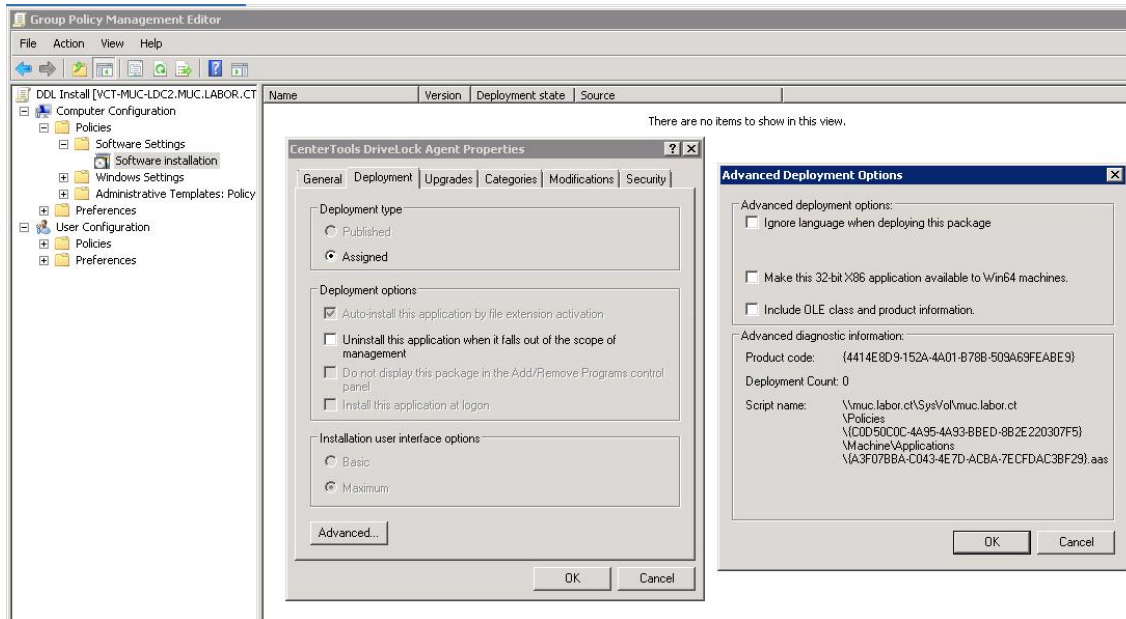 Group Policy Management Editor
File Action View Help
DDL Install [VCT-MUC-LDC2.MUC.LABOR.CT
Computer Configuration
Policies
Software Settings
Software installation
Windows Settings
Administrative Templates: Policy
Preferences
User Configuration
Policies
Preferences
Name Version Deployment state Source
There are no items to show in this view.
CenterTools DriveLock Agent Properties
General Deployment Upgrades Categories Modifications Security
Deployment type
Published
Assigned
Deployment options
Auto-install this application by file extension activation
Uninstall this application when it falls out of the scope of
management
Do not display this package in the Add/Remove Programs control
panel
Install this application at logon
Installation user interface options
Basic
Maximum
Advanced...
OK Cancel
Advanced Deployment Options
Advanced deployment options:
Ignore language when deploying this package
Make this 32-bit X86 application available to Win64 machines.
Include OLE class and product information.
Advanced diagnostic information:
Product code: {4414E8D9-152A-4A01-B78B-509A69FEABE9}
Deployment Count: 0
Script name: \\muc.labor.ct\SysVol\muc.labor.ct
\Policies
\{C0D50C0C-4A95-4A93-BBED-8B2E220307F5}
\Machine\Applications
\{A3F07BBA-C043-4E7D-ACBA-7ECFDAC3BF29}.aas
OK Cancel